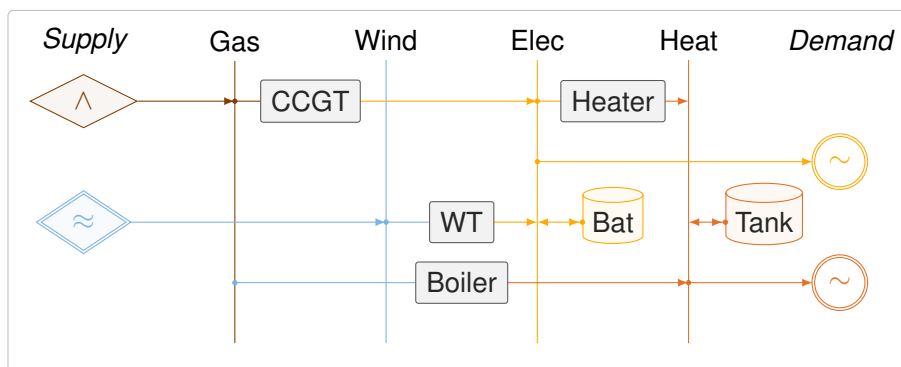 Supply Gas Wind Elec Heat Demand
∧ CCGT Heater
~
≈ WT Bat Tank
Boiler ~